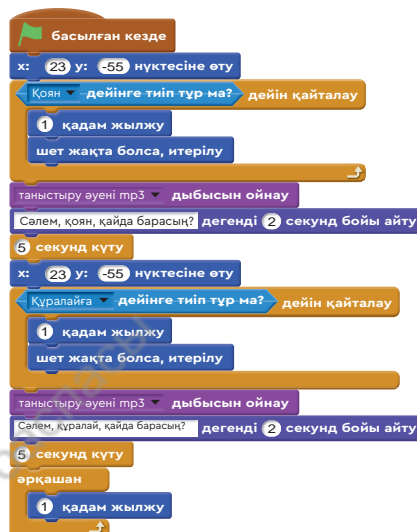 басылған кезде
x: 23 y: -55 нүктесіне өту
Қоян дейінге тиіп тұр ма? дейін қайталау
1 қадам жылжу
шет жақта болса, итерілу
таныстыру әуені mp3 дыбысын ойнау
Сәлем, қоян, қайда барасың? дегенді 2 секунд бойы айту
5 секунд күту
x: 23 y: -55 нүктесіне өту
Құралайға дейінге тиіп тұр ма? дейін қайталау
1 қадам жылжу
шет жақта болса, итерілу
таныстыру әуені mp3 дыбысын ойнау
Сәлем, құралай, қайда барасың? дегенді 2 секунд бойы айту
5 секунд күту
әрқашан
1 қадам жылжу